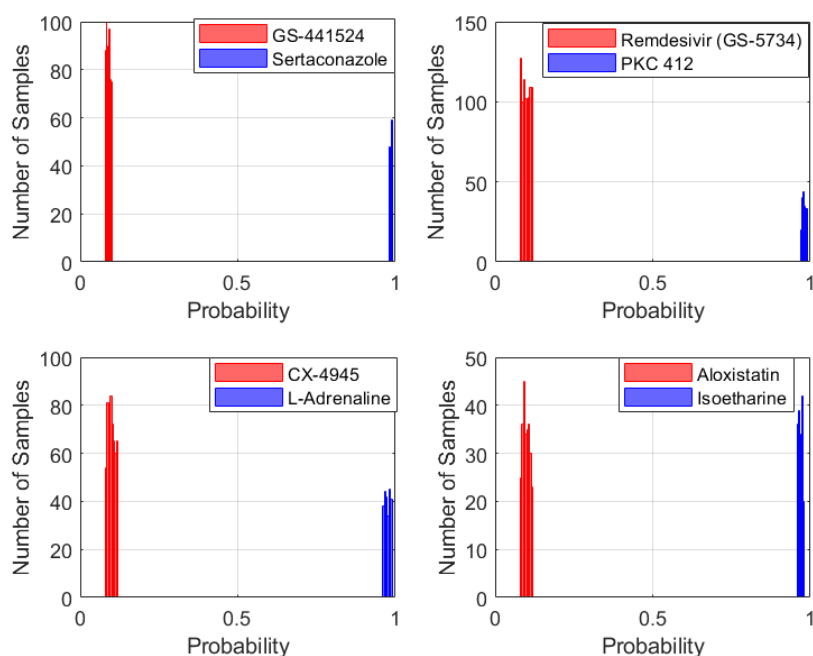 100
80
60
40
20
0
Number of Samples
GS-441524
Sertaconazole
0
0.5
1
Probability
150
100
50
0
Number of Samples
Remdesivir (GS-5734)
PKC 412
0
0.5
1
Probability
100
80
60
40
20
0
Number of Samples
CX-4945
L-Adrenaline
0
0.5
1
Probability
50
40
30
20
10
0
Number of Samples
Aloxistatin
Isoetharine
0
0.5
1
Probability